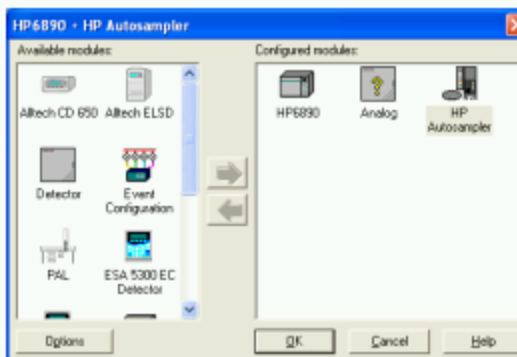 HP6890 + HP Autosampler
Available modules:
Configured modules:
Alltech CD 650
Alltech ELSD
Detector
Event
Configuration
PAL
ESA 5300 EC
Detector
HP6890
Analog
HP
Autosampler
Options
OK
Cancel
Help